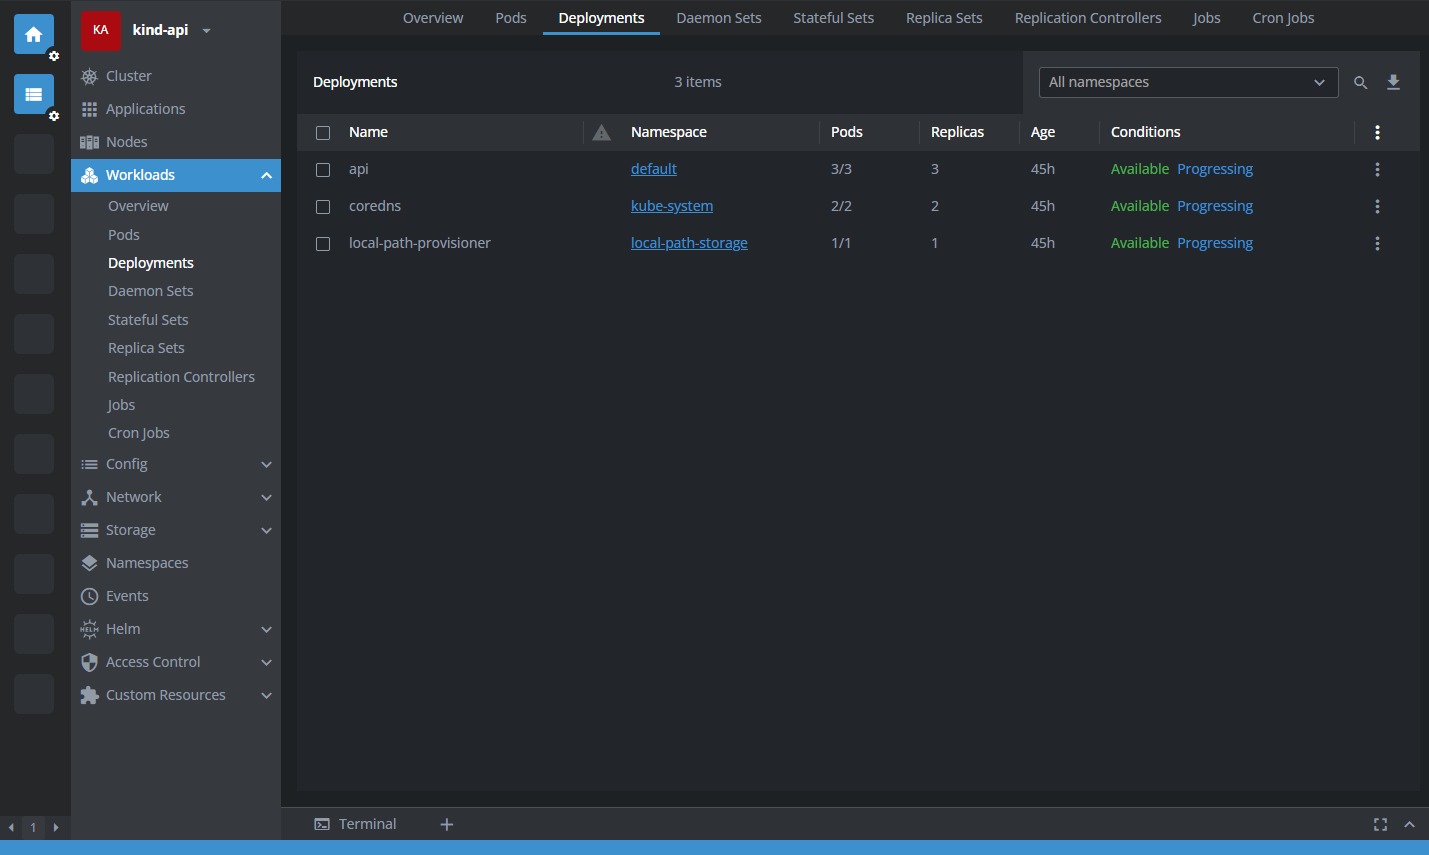 Overview Pods Deployments Daemon Sets Stateful Sets Replica Sets Replication Controllers Jobs Cron Jobs
KA kind-api
Cluster
Applications
Nodes
Workloads
Overview
Pods
Deployments
Daemon Sets
Stateful Sets
Replica Sets
Replication Controllers
Jobs
Cron Jobs
Config
Network
Storage
Namespaces
Events
HELM Helm
Access Control
Custom Resources
Deployments 3 items All namespaces
Name Namespace Pods Replicas Age Conditions
api default 3/3 3 45h Available Progressing
coredns kube-system 2/2 2 45h Available Progressing
local-path-provisioner local-path-storage 1/1 1 45h Available Progressing
1
Terminal